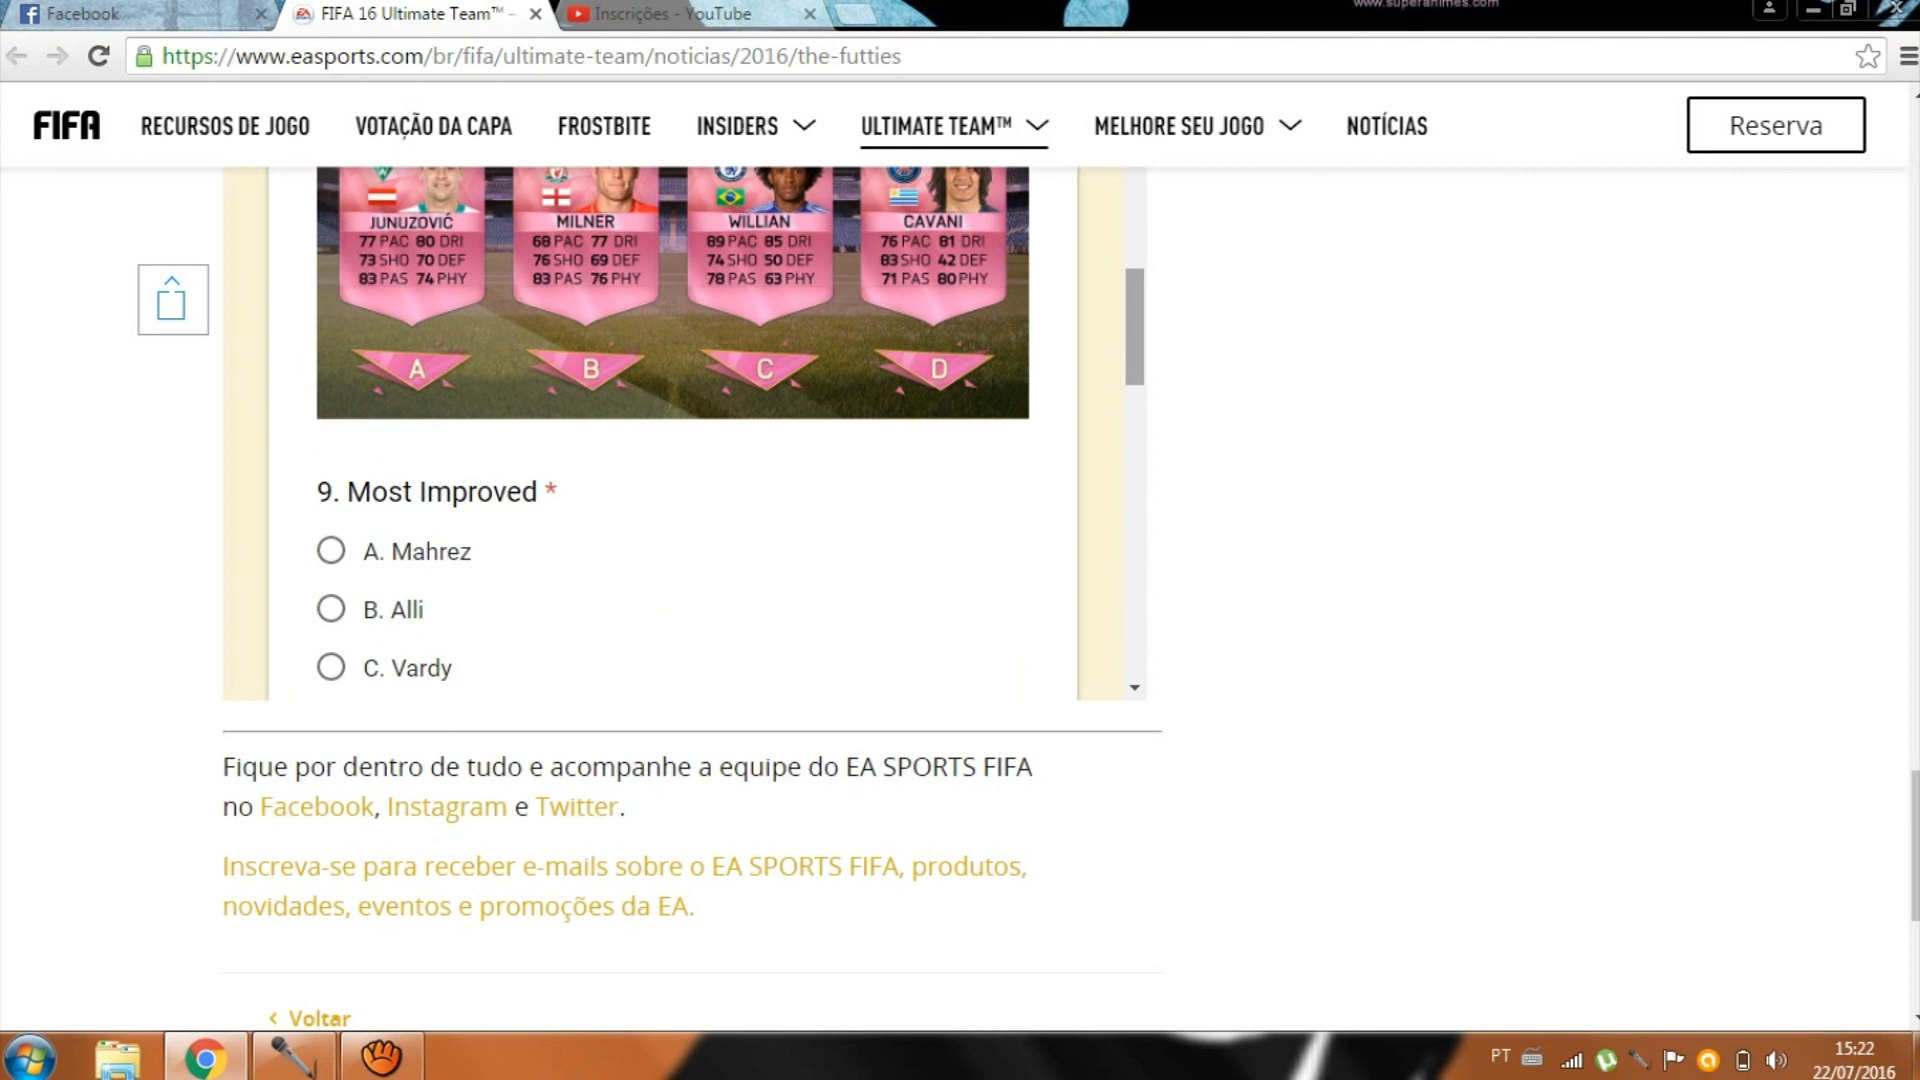 www.superanimes.com
Facebook
FIFA 16 Ultimate Team™ -
Inscrições - YouTube
https://www.easports.com/br/fifa/ultimate-team/noticias/2016/the-futties
FIFA
RECURSOS DE JOGO
VOTAÇÃO DA CAPA
FROSTBITE
INSIDERS
ULTIMATE TEAM™
MELHORE SEU JOGO
NOTÍCIAS
Reserva
JUNUZOVIĆ
77 PAC 80 DRI
73 SHO 70 DEF
83 PAS 74 PHY
MILNER
68 PAC 77 DRI
76 SHO 69 DEF
83 PAS 76 PHY
WILLIAN
89 PAC 85 DRI
74 SHO 50 DEF
78 PAS 63 PHY
CAVANI
76 PAC 81 DRI
83 SHO 42 DEF
71 PAS 80 PHY
A
B
C
D
9. Most Improved *
A. Mahrez
B. Alli
C. Vardy
Fique por dentro de tudo e acompanhe a equipe do EA SPORTS FIFA
no Facebook, Instagram e Twitter.
Inscreva-se para receber e-mails sobre o EA SPORTS FIFA, produtos,
novidades, eventos e promoções da EA.
‹ Voltar
PT
15:22
22/07/2016